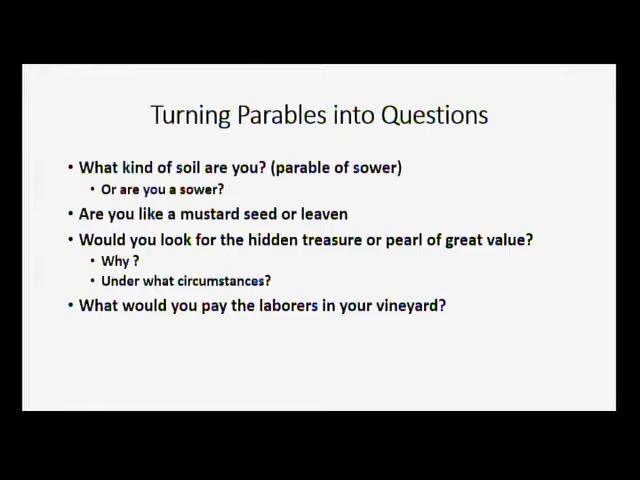 Turning Parables into Questions
• What kind of soil are you? (parable of sower)
• Or are you a sower?
• Are you like a mustard seed or leaven
• Would you look for the hidden treasure or pearl of great value?
• Why ?
• Under what circumstances?
• What would you pay the laborers in your vineyard?